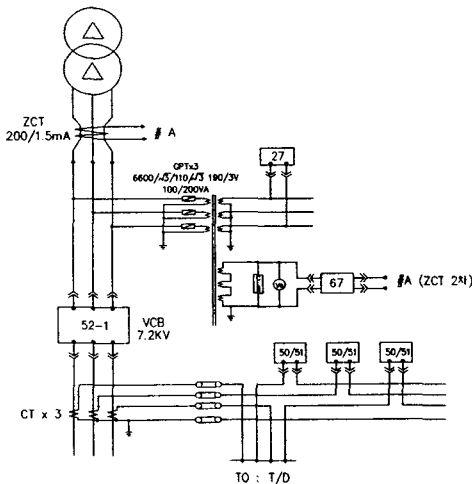 ZCT
200/1.5mA
#A
GPTx3
6600/√3/110/√3 190/3V
100/200VA
27
67
#A (ZCT 2차)
52-1
VCB
7.2KV
50/51
50/51
50/51
CT x 3
TO : T/D